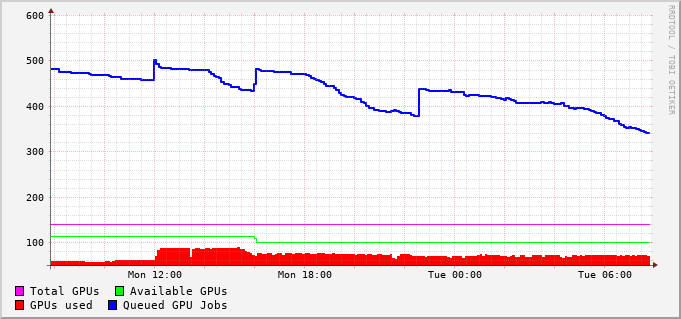 RRDTOOL / TOBI OETIKER
600
500
400
300
200
100
Mon 12:00 Mon 18:00 Tue 00:00 Tue 06:00
Total GPUs Available GPUs
GPUs used Queued GPU Jobs